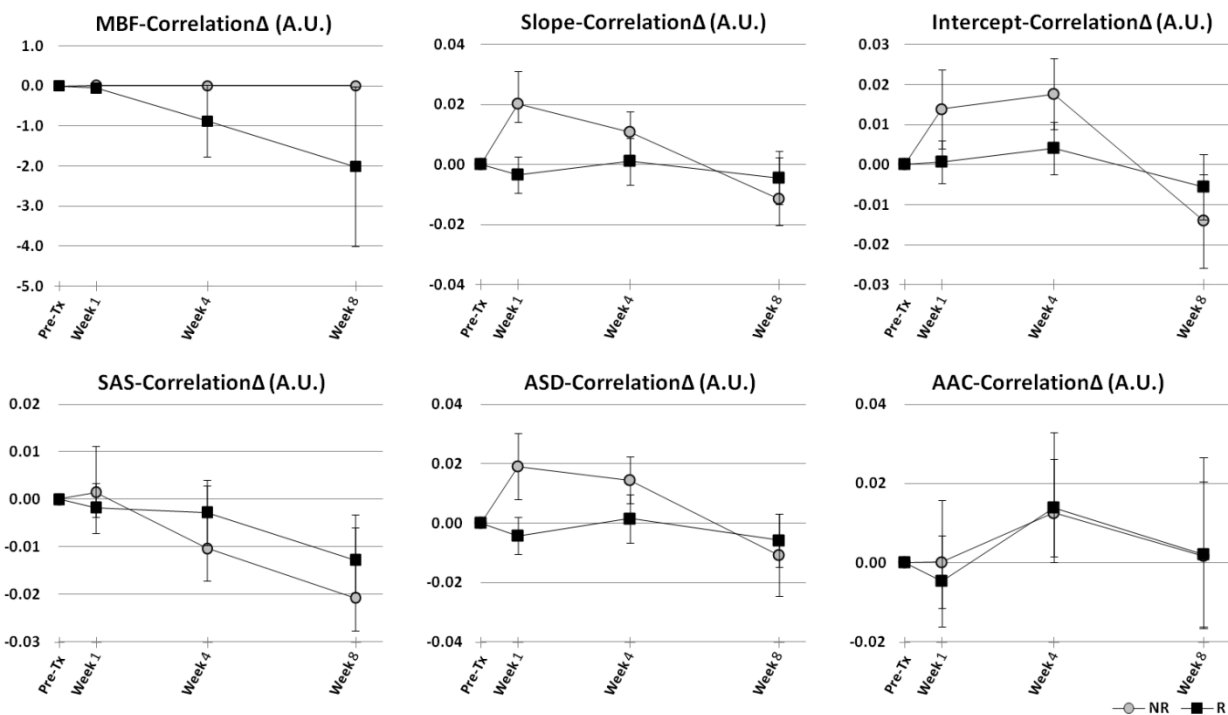 MBF-CorrelationΔ (A.U.)
1.0
0.0
-1.0
-2.0
-3.0
-4.0
-5.0
Pre-Tx
Week 1
Week 4
Week 8
Slope-CorrelationΔ (A.U.)
0.04
0.02
0.00
-0.02
-0.04
Pre-Tx
Week 1
Week 4
Week 8
Intercept-CorrelationΔ (A.U.)
0.03
0.02
0.01
0.00
-0.01
-0.02
-0.03
Pre-Tx
Week 1
Week 4
Week 8
SAS-CorrelationΔ (A.U.)
0.02
0.01
0.00
-0.01
-0.02
-0.03
Pre-Tx
Week 1
Week 4
Week 8
ASD-CorrelationΔ (A.U.)
0.04
0.02
0.00
-0.02
-0.04
Pre-Tx
Week 1
Week 4
Week 8
AAC-CorrelationΔ (A.U.)
0.04
0.02
0.00
-0.02
Pre-Tx
Week 1
Week 4
Week 8
NR R